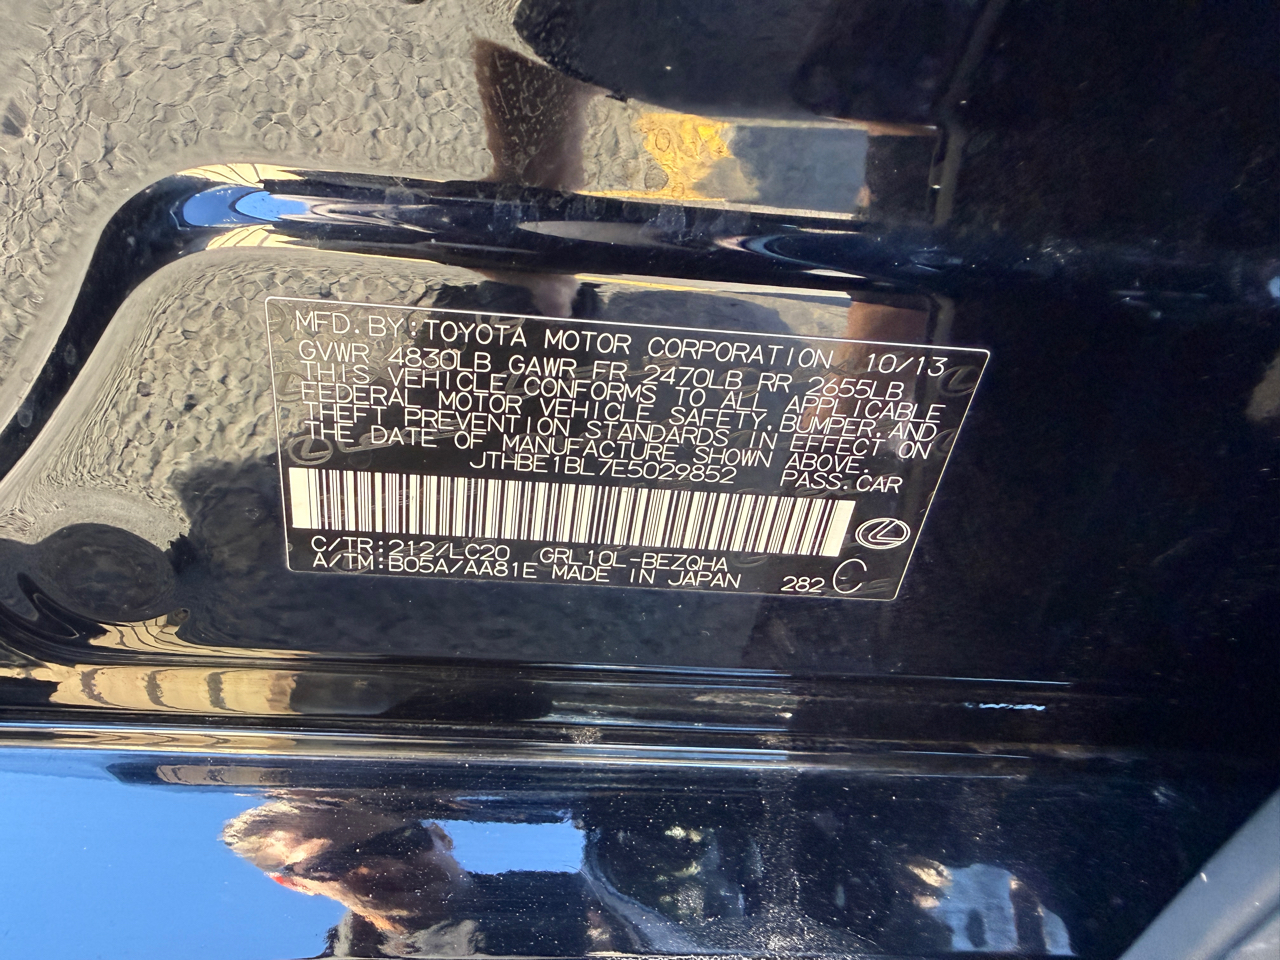 MFD. BY: TOYOTA MOTOR CORPORATION 10/13
GVWR 4830LB GAWR FR 2470LB RR 2655LB
THIS VEHICLE CONFORMS TO ALL APPLICABLE
FEDERAL MOTOR VEHICLE SAFETY, BUMPER, AND
THEFT PREVENTION STANDARDS IN EFFECT ON
THE DATE OF MANUFACTURE SHOWN ABOVE.
JTHBE1BL7E5029852 PASS. CAR
C/TR: 212/LC20 GRL10L-BEZQHA
A/TM: B05A/AA81E MADE IN JAPAN 282 C